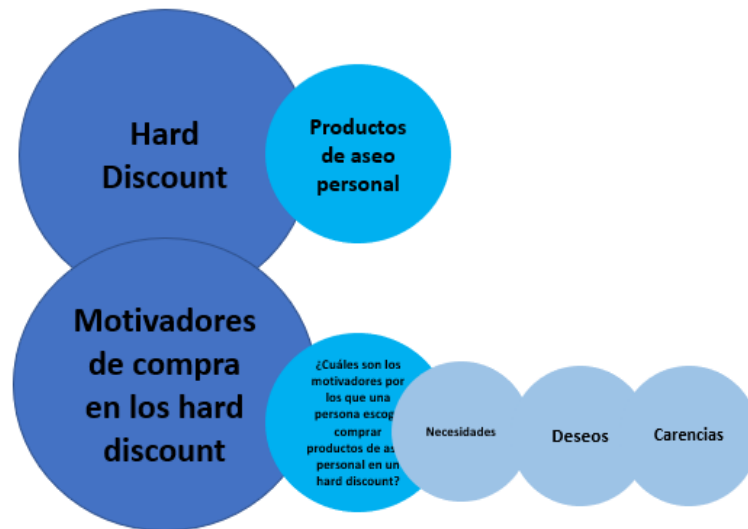 Hard
Discount
Productos
de aseo
personal
Motivadores
de compra
en los hard
discount
¿Cuáles son los
motivadores por
los que una
persona escog
comprar
productos de as
personal en un
hard discount?
Necesidades
Deseos
Carencias